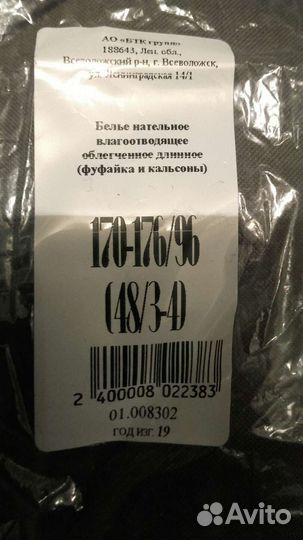 АО «БТК групп»
188643, Лен. обл.,
Всеволожский р-н, г. Всеволожск,
ул. Ленинградская 14/1
Белье нательное
влагоотводящее
облегченное длинное
(фуфайка и кальсоны)
170-176/96
(48/3-4)
2 400008 022383
01.008302
ГОД ИЗГ. 19
Avito